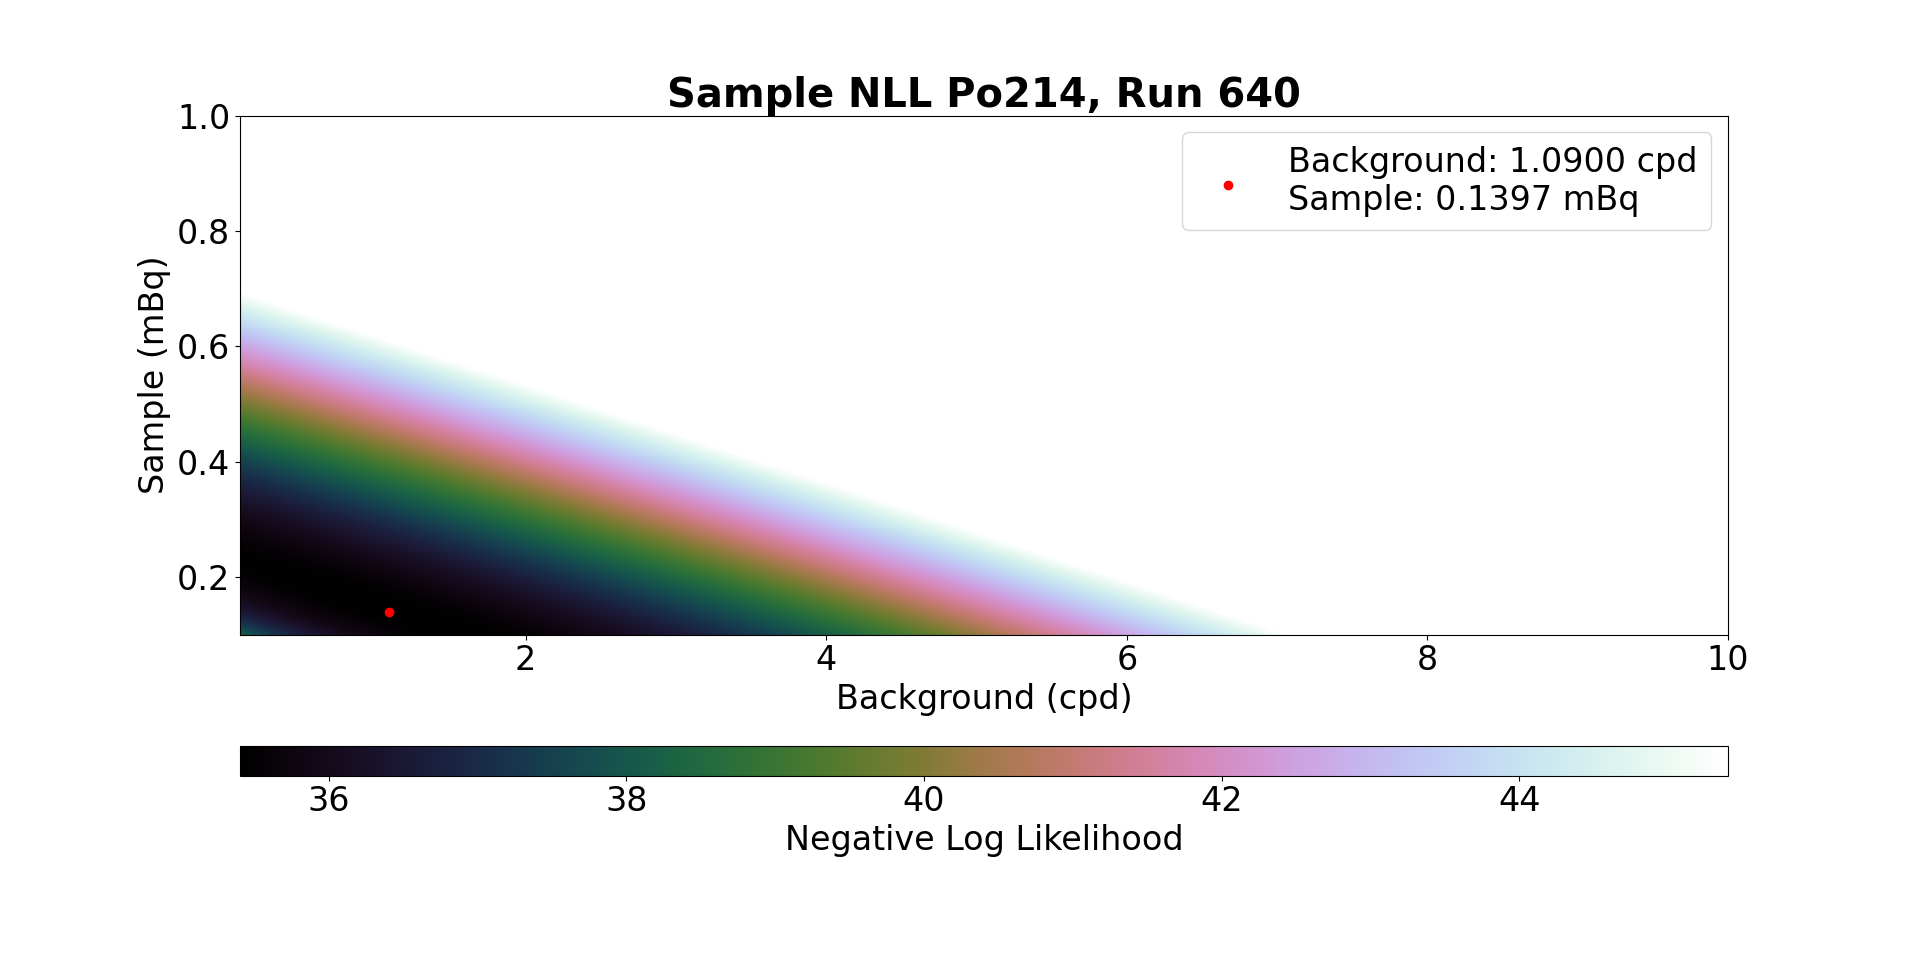 Sample NLL Po214, Run 640
Background: 1.0900 cpd
Sample: 0.1397 mBq
Sample (mBq)
1.0
0.8
0.6
0.4
0.2
2 4 6 8 10
Background (cpd)
36 38 40 42 44
Negative Log Likelihood